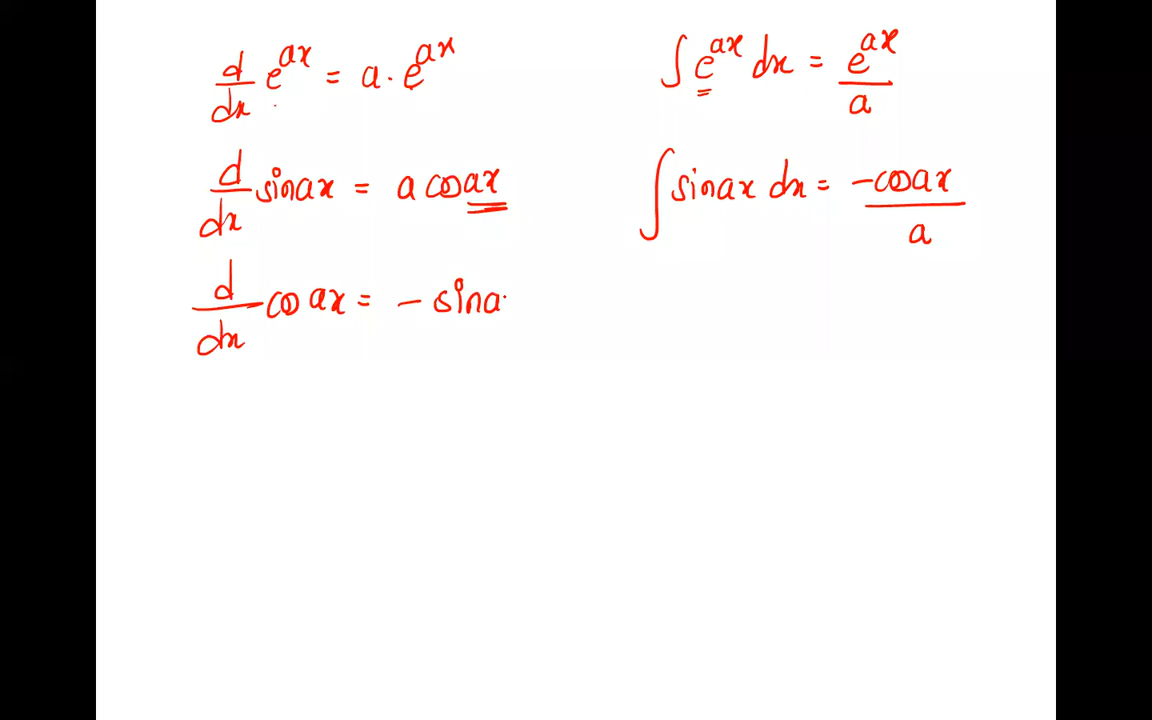 d/dx e^{ax} = a · e^{ax}
∫ e^{ax} dx = e^{ax}/a
d/dx sin ax = a cos ax
∫ sin ax dx = -cos ax/a
d/dx cos ax = - sin a